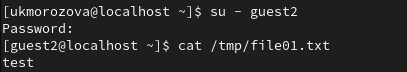 [ukmorozova@localhost ~]$ su - guest2
Password:
[guest2@localhost ~]$ cat /tmp/file01.txt
test